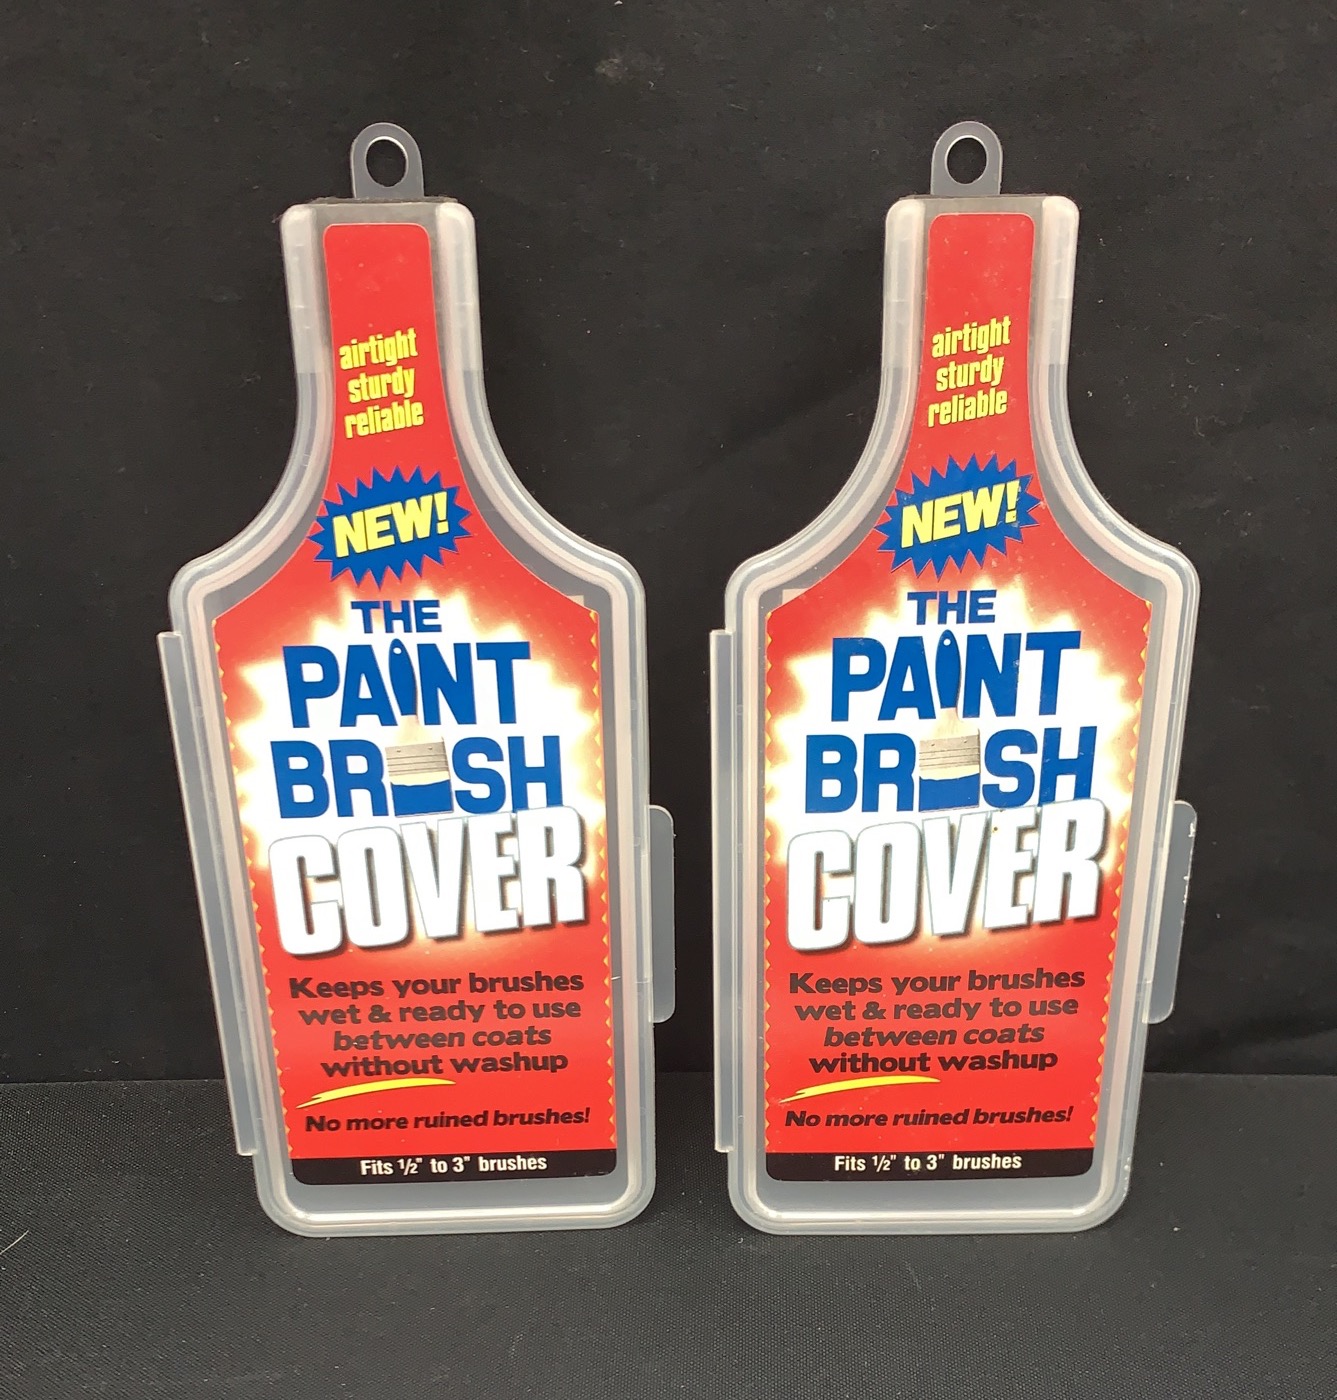 airtight
sturdy
reliable
NEW!
THE
PAINT
BRUSH
COVER
Keeps your brushes
wet & ready to use
between coats
without washup
No more ruined brushes!
Fits 1/2" to 3" brushes
airtight
sturdy
reliable
NEW!
THE
PAINT
BRUSH
COVER
Keeps your brushes
wet & ready to use
between coats
without washup
No more ruined brushes!
Fits 1/2" to 3" brushes